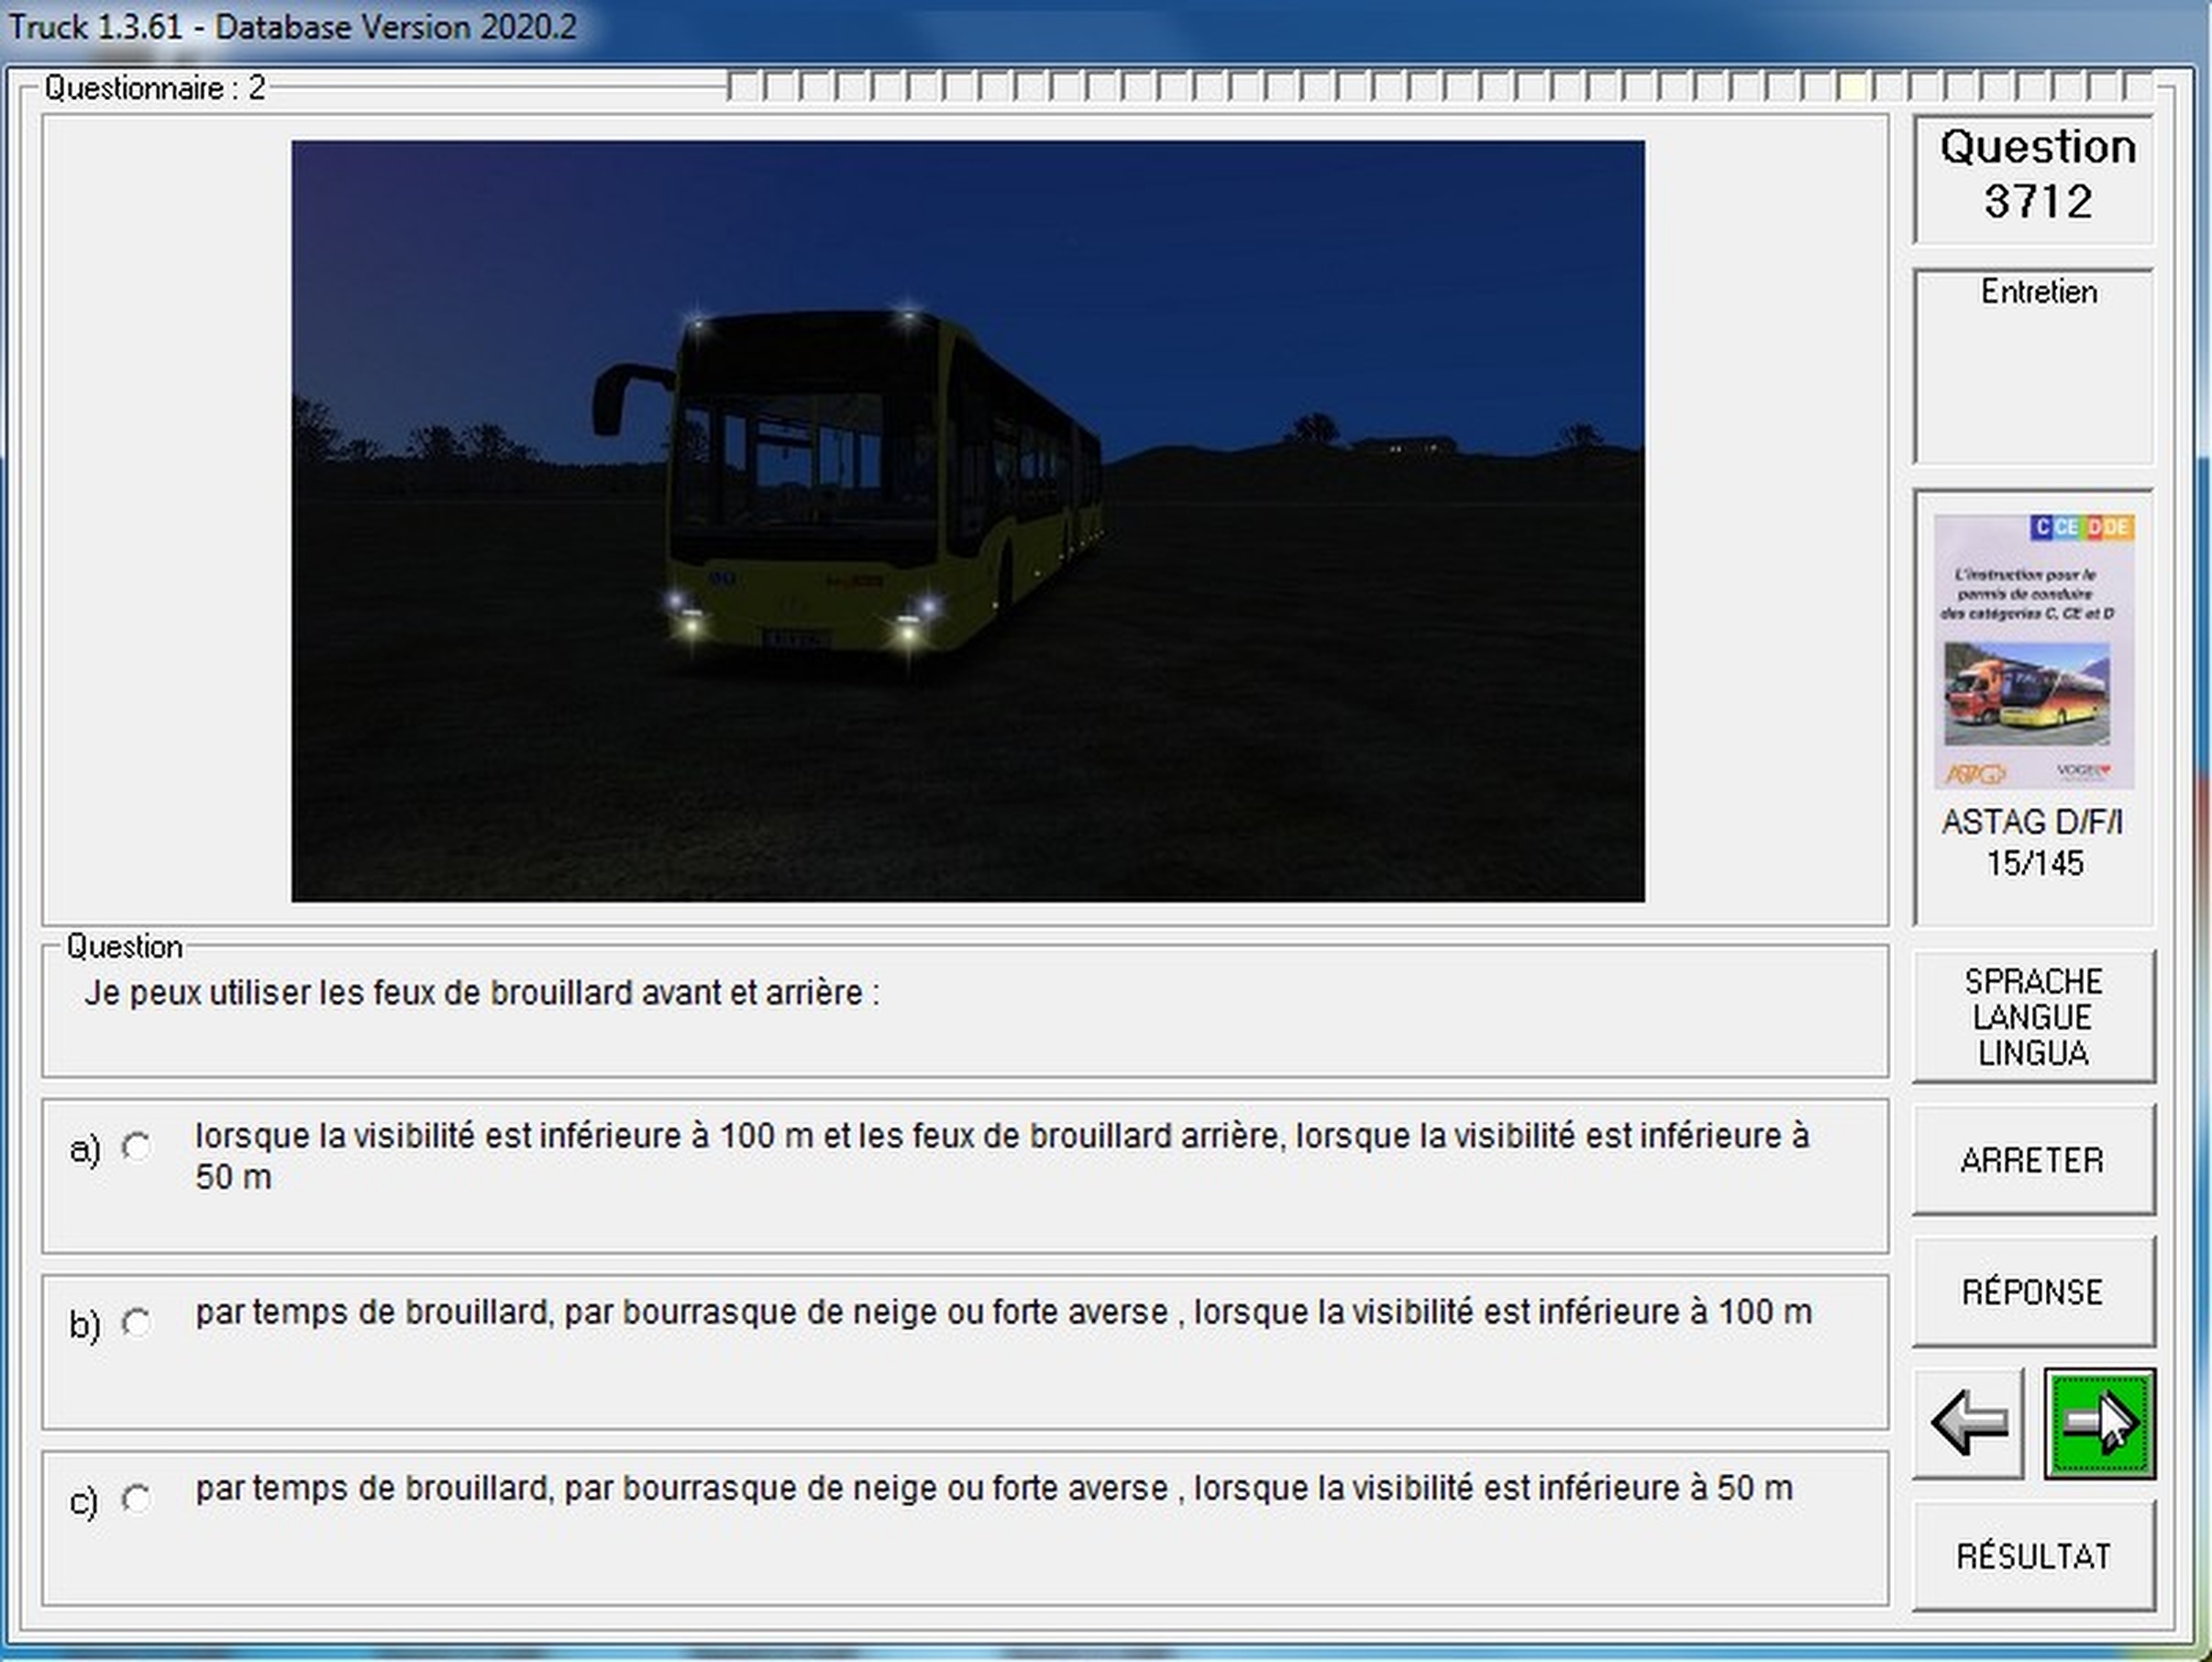 Truck 1.3.61 - Database Version 2020.2
Questionnaire : 2
Question
3712
Entretien
C CE D DE
L'instruction pour le
permis de conduire
des catégories C, CE et D
ASTAG
VOGEL
ASTAG D/F/I
15/145
Question
Je peux utiliser les feux de brouillard avant et arrière :
SPRACHE
LANGUE
LINGUA
a)
lorsque la visibilité est inférieure à 100 m et les feux de brouillard arrière, lorsque la visibilité est inférieure à
50 m
ARRETER
b)
par temps de brouillard, par bourrasque de neige ou forte averse , lorsque la visibilité est inférieure à 100 m
RÉPONSE
c)
par temps de brouillard, par bourrasque de neige ou forte averse , lorsque la visibilité est inférieure à 50 m
RÉSULTAT